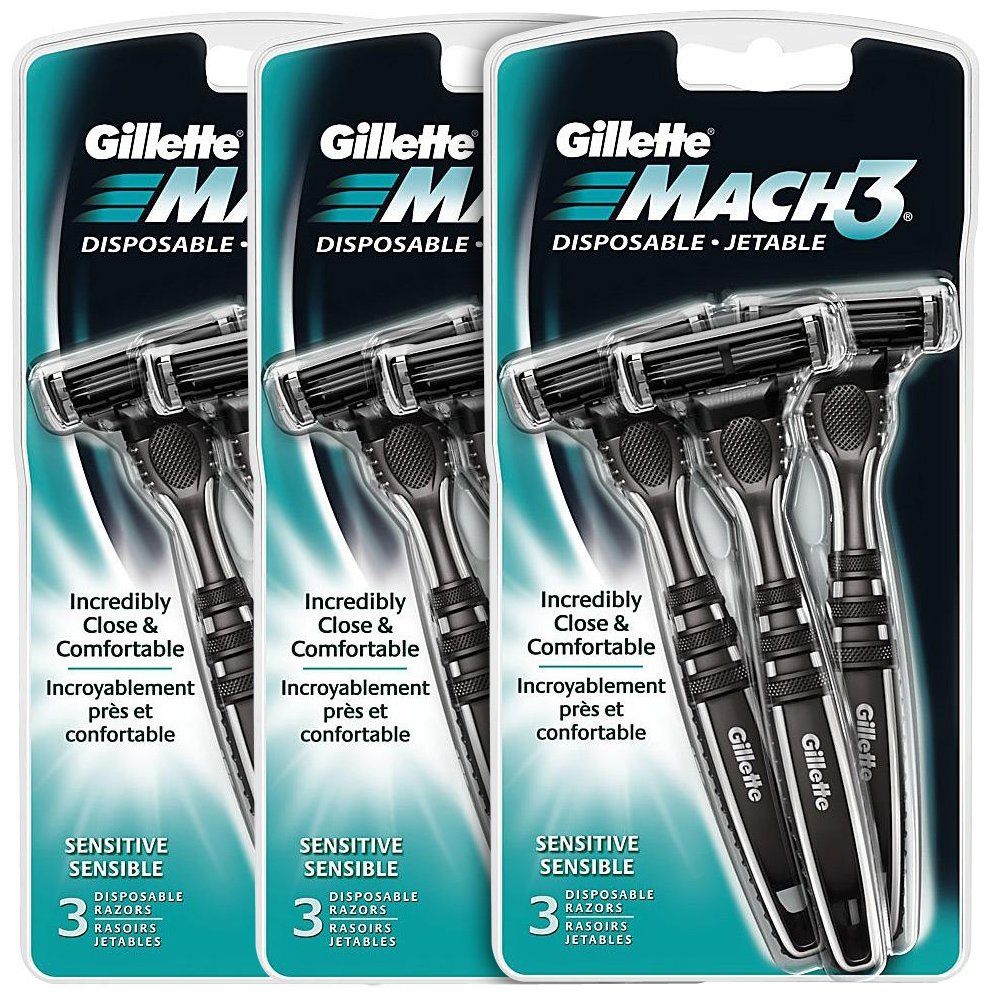 Gillette®
MA
DISPOSABLE •
Incredibly
Close &
Comfortable
Incroyablement
près et
confortable
SENSITIVE
SENSIBLE
3 DISPOSABLE
RAZORS
RASOIRS
JETABLES
Gillette®
MA
DISPOSABLE •
Incredibly
Close &
Comfortable
Incroyablement
près et
confortable
SENSITIVE
SENSIBLE
3 DISPOSABLE
RAZORS
RASOIRS
JETABLES
Gillette®
MACH3®
DISPOSABLE • JETABLE
Incredibly
Close &
Comfortable
Incroyablement
près et
confortable
Gillette
Gillette
Gillette
SENSITIVE
SENSIBLE
3 DISPOSABLE
RAZORS
RASOIRS
JETABLES